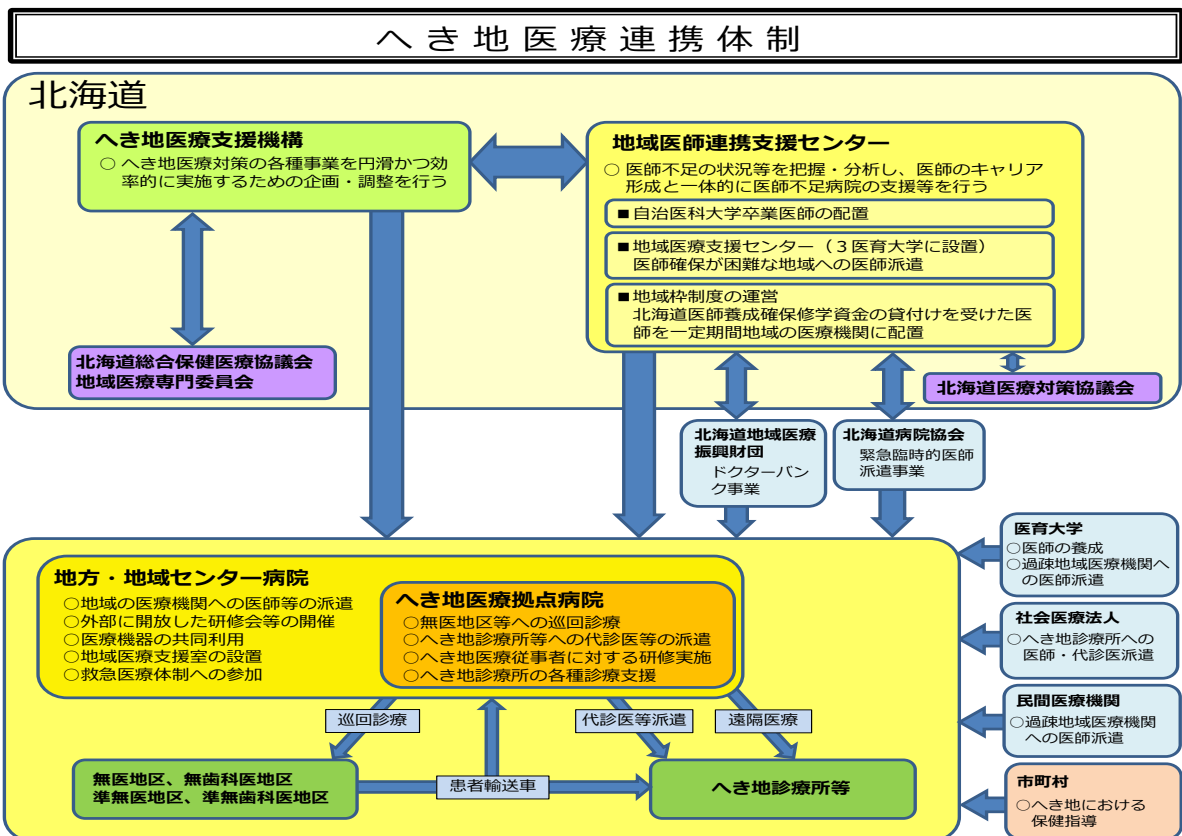 へき地医療連携体制
北海道
へき地医療支援機構
○ へき地医療対策の各種事業を円滑かつ効
率的に実施するための企画・調整を行う
地域医師連携支援センター
○ 医師不足の状況等を把握・分析し、医師のキャリア
形成と一体的に医師不足病院の支援等を行う
■自治医科大学卒業医師の配置
■地域医療支援センター（３医育大学に設置）
医師確保が困難な地域への医師派遣
■地域枠制度の運営
北海道医師養成確保修学資金の貸付けを受けた医
師を一定期間地域の医療機関に配置
北海道総合保健医療協議会
地域医療専門委員会
北海道医療対策協議会
北海道地域医療
振興財団
ドクターバン
ク事業
北海道病院協会
緊急臨時的医師
派遣事業
地方・地域センター病院
○地域の医療機関への医師等の派遣
○外部に開放した研修会等の開催
○医療機器の共同利用
○地域医療支援室の設置
○救急医療体制への参加
へき地医療拠点病院
○無医地区等への巡回診療
○へき地診療所等への代診医等の派遣
○へき地医療従事者に対する研修実施
○へき地診療所の各種診療支援
巡回診療
代診医等派遣
遠隔医療
無医地区、無歯科医地区
準無医地区、準無歯科医地区
患者輸送車
へき地診療所等
医育大学
○医師の養成
○過疎地域医療機関へ
の医師派遣
社会医療法人
○へき地診療所への
医師・代診医派遣
民間医療機関
○過疎地域医療機関
への医師派遣
市町村
○へき地における
保健指導